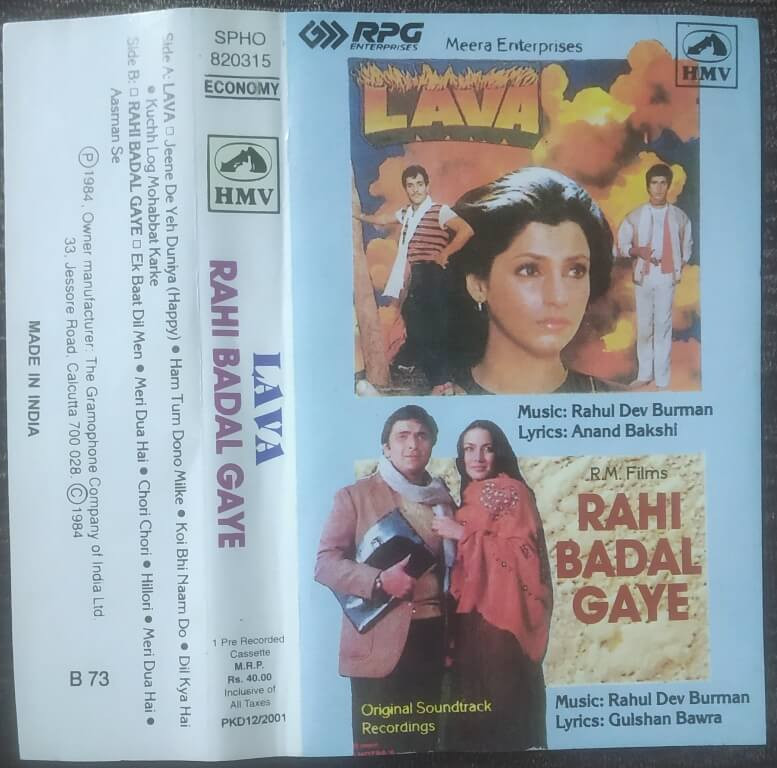 SPHO
820315
ECONOMY
HMV
LAVA
RAHI BADAL GAYE
1 Pre Recorded
Cassette
M.R.P.
Rs. 40.00
Inclusive of
All Taxes
PKD12/2001
Side A: LAVA □ Jeene De Yeh Duniya (Happy) ● Ham Tum Dono Milke ● Koi Bhi Naam Do ● Dil Kya Hai
● Kuchh Log Mohabbat Karke
Side B: □ RAHI BADAL GAYE □ Ek Baat Dil Men ● Meri Dua Hai ● Chori Chori ● Hillori ● Meri Dua Hai ●
Aasman Se
Ⓟ1984, Owner manufacturer: The Gramophone Company of India Ltd
33, Jessore Road, Calcutta 700 028. Ⓒ1984
MADE IN INDIA
B 73
RPG
ENTERPRISES
Meera Enterprises
HMV
LAVA
Music: Rahul Dev Burman
Lyrics: Anand Bakshi
R.M. Films
RAHI
BADAL
GAYE
Original Soundtrack
Recordings
Music: Rahul Dev Burman
Lyrics: Gulshan Bawra